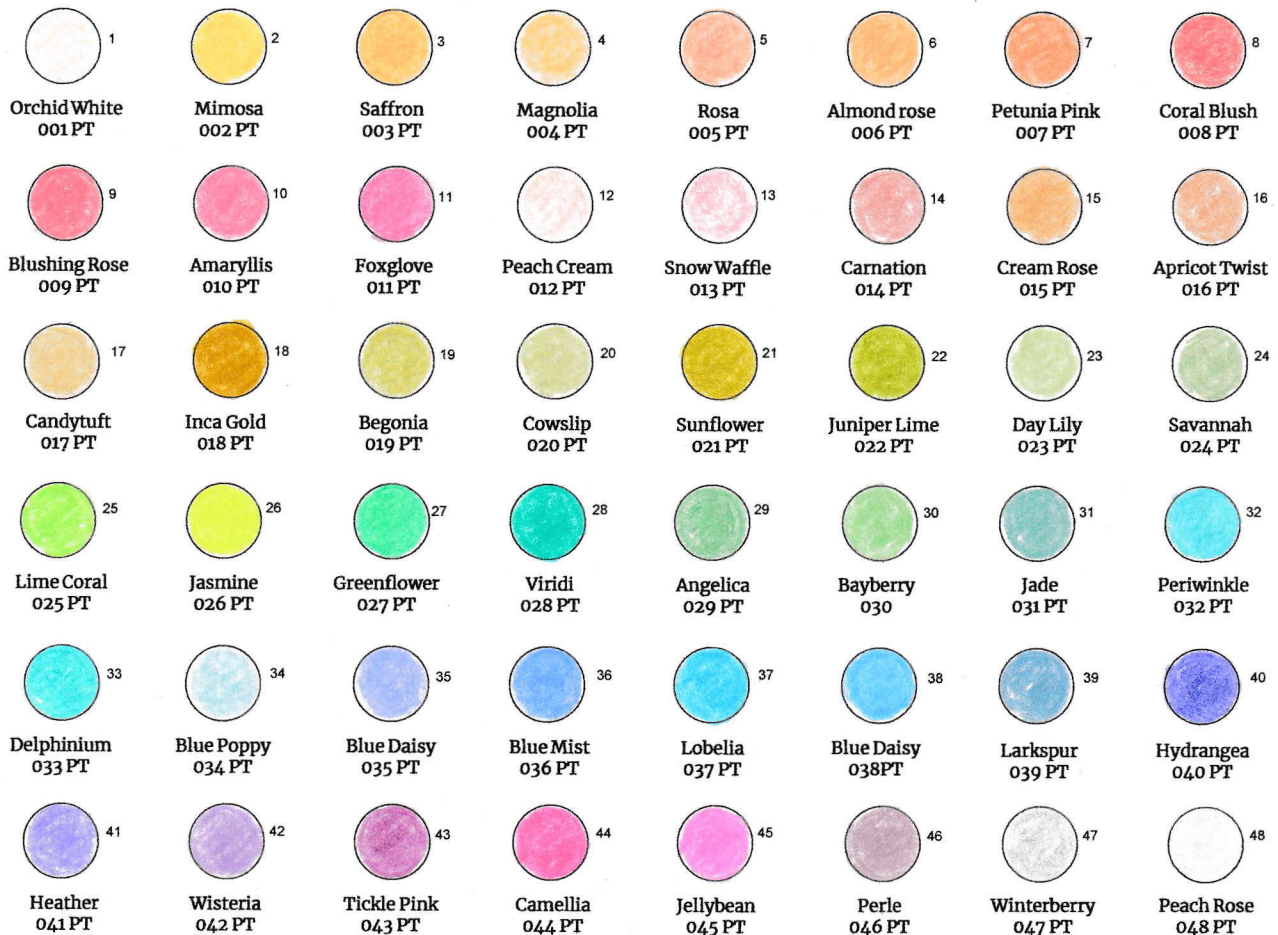 1 2 3 4 5 6 7 8
Orchid White Mimosa Saffron Magnolia Rosa Almond rose Petunia Pink Coral Blush
001 PT 002 PT 003 PT 004 PT 005 PT 006 PT 007 PT 008 PT
9 10 11 12 13 14 15 16
Blushing Rose Amaryllis Foxglove Peach Cream Snow Waffle Carnation Cream Rose Apricot Twist
009 PT 010 PT 011 PT 012 PT 013 PT 014 PT 015 PT 016 PT
17 18 19 20 21 22 23 24
Candytuft Inca Gold Begonia Cowslip Sunflower Juniper Lime Day Lily Savannah
017 PT 018 PT 019 PT 020 PT 021 PT 022 PT 023 PT 024 PT
25 26 27 28 29 30 31 32
Lime Coral Jasmine Greenflower Viridi Angelica Bayberry Jade Periwinkle
025 PT 026 PT 027 PT 028 PT 029 PT 030 031 PT 032 PT
33 34 35 36 37 38 39 40
Delphinium Blue Poppy Blue Daisy Blue Mist Lobelia Blue Daisy Larkspur Hydrangea
033 PT 034 PT 035 PT 036 PT 037 PT 038PT 039 PT 040 PT
41 42 43 44 45 46 47 48
Heather Wisteria Tickle Pink Camellia Jellybean Perle Winterberry Peach Rose
041 PT 042 PT 043 PT 044 PT 045 PT 046 PT 047 PT 048 PT